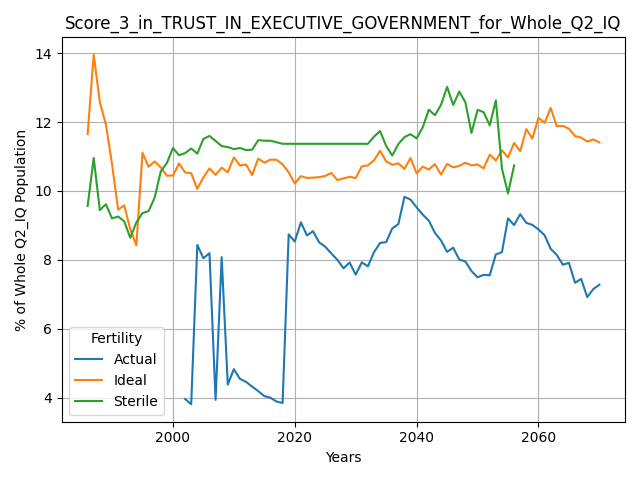 Score_3_in_TRUST_IN_EXECUTIVE_GOVERNMENT_for_Whole_Q2_IQ
14
12
10
8
6
4
% of Whole Q2_IQ Population
Fertility
Actual
Ideal
Sterile
2000 2020 2040 2060
Years